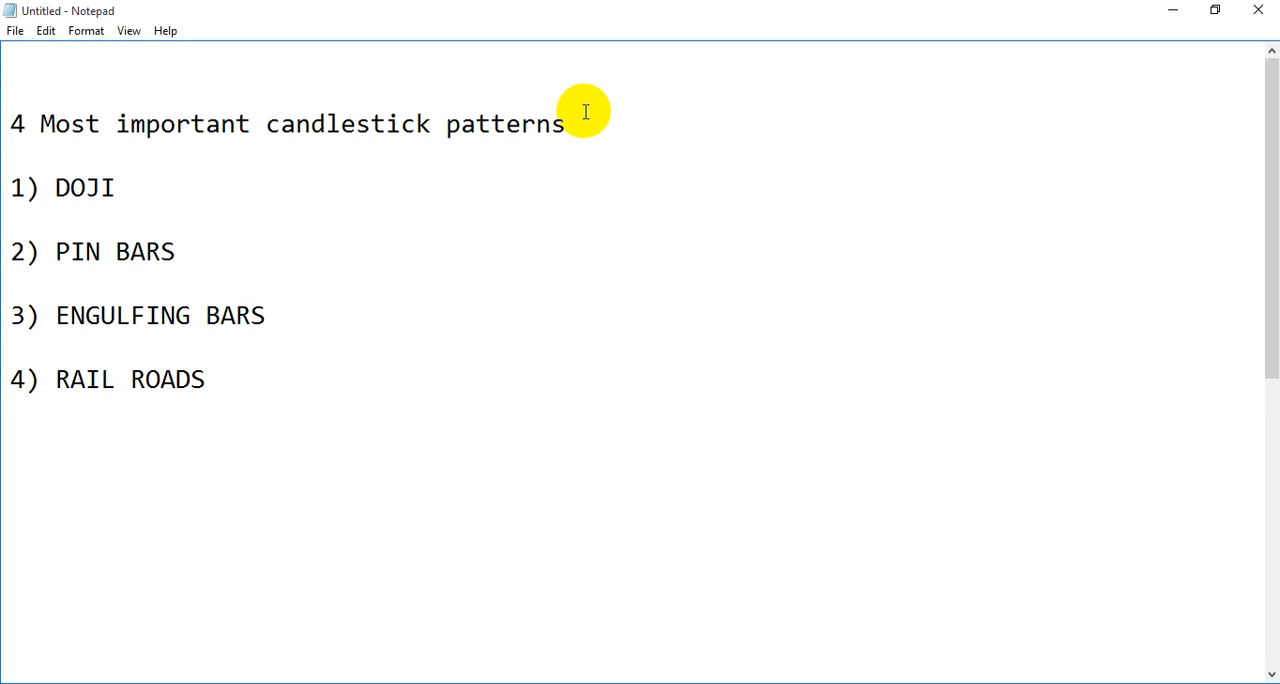 Untitled - Notepad
File Edit Format View Help
4 Most important candlestick patterns
1) DOJI
2) PIN BARS
3) ENGULFING BARS
4) RAIL ROADS